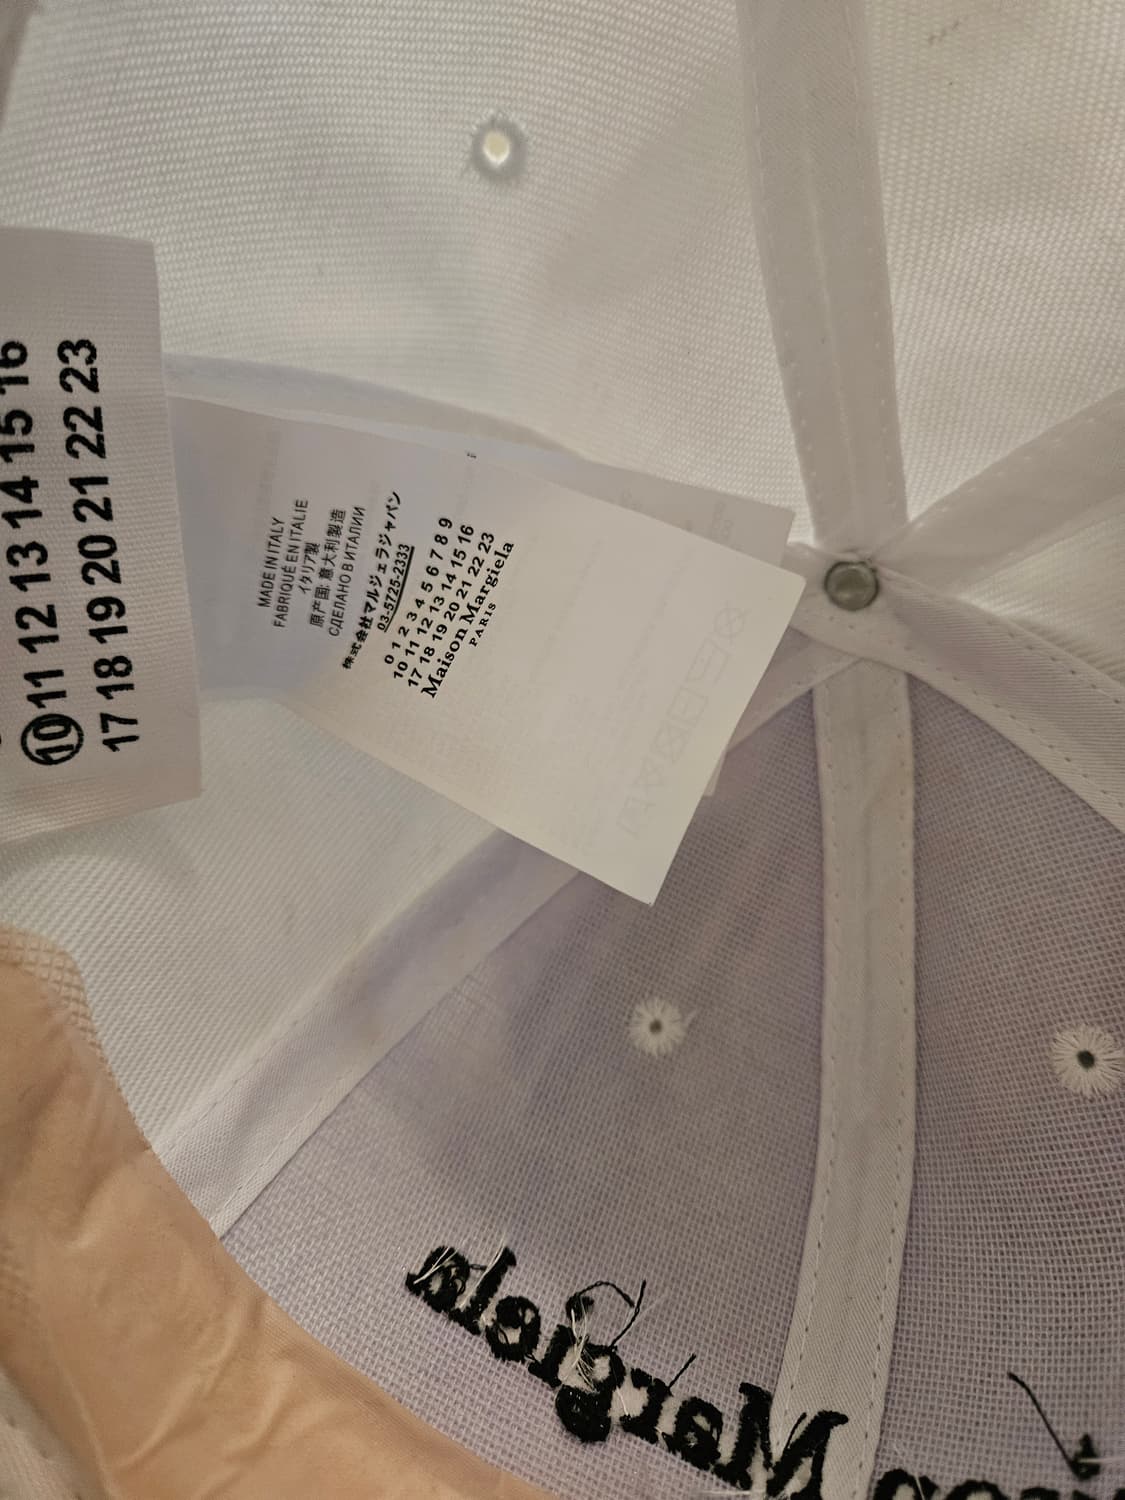 11 12 13 14 15 16
17 18 19 20 21 22 23
MADE IN ITALY
FABRIQUÉ EN ITALIE
イタリア製
原产国: 意大利製造
СДЕЛАНО В ИТАЛИИ
株式会社マルジェラジャパン
03-5725-2333
0 1 2 3 4 5 6 7 8 9
10 11 12 13 14 15 16
17 18 19 20 21 22 23
Maison Margiela
PARIS
Margiela